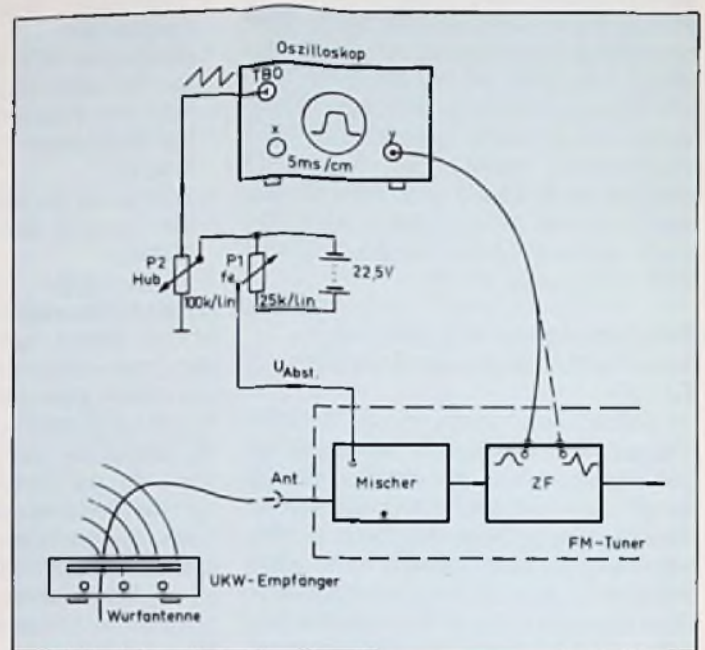 Oszilloskop
TBO
x
y
5ms/cm
P2
Hub
100k/lin
P1
fe
25k/lin
22,5V
UAbst.
Ant.
Mischer
ZF
FM-Tuner
UKW-Empfänger
Wurfantenne